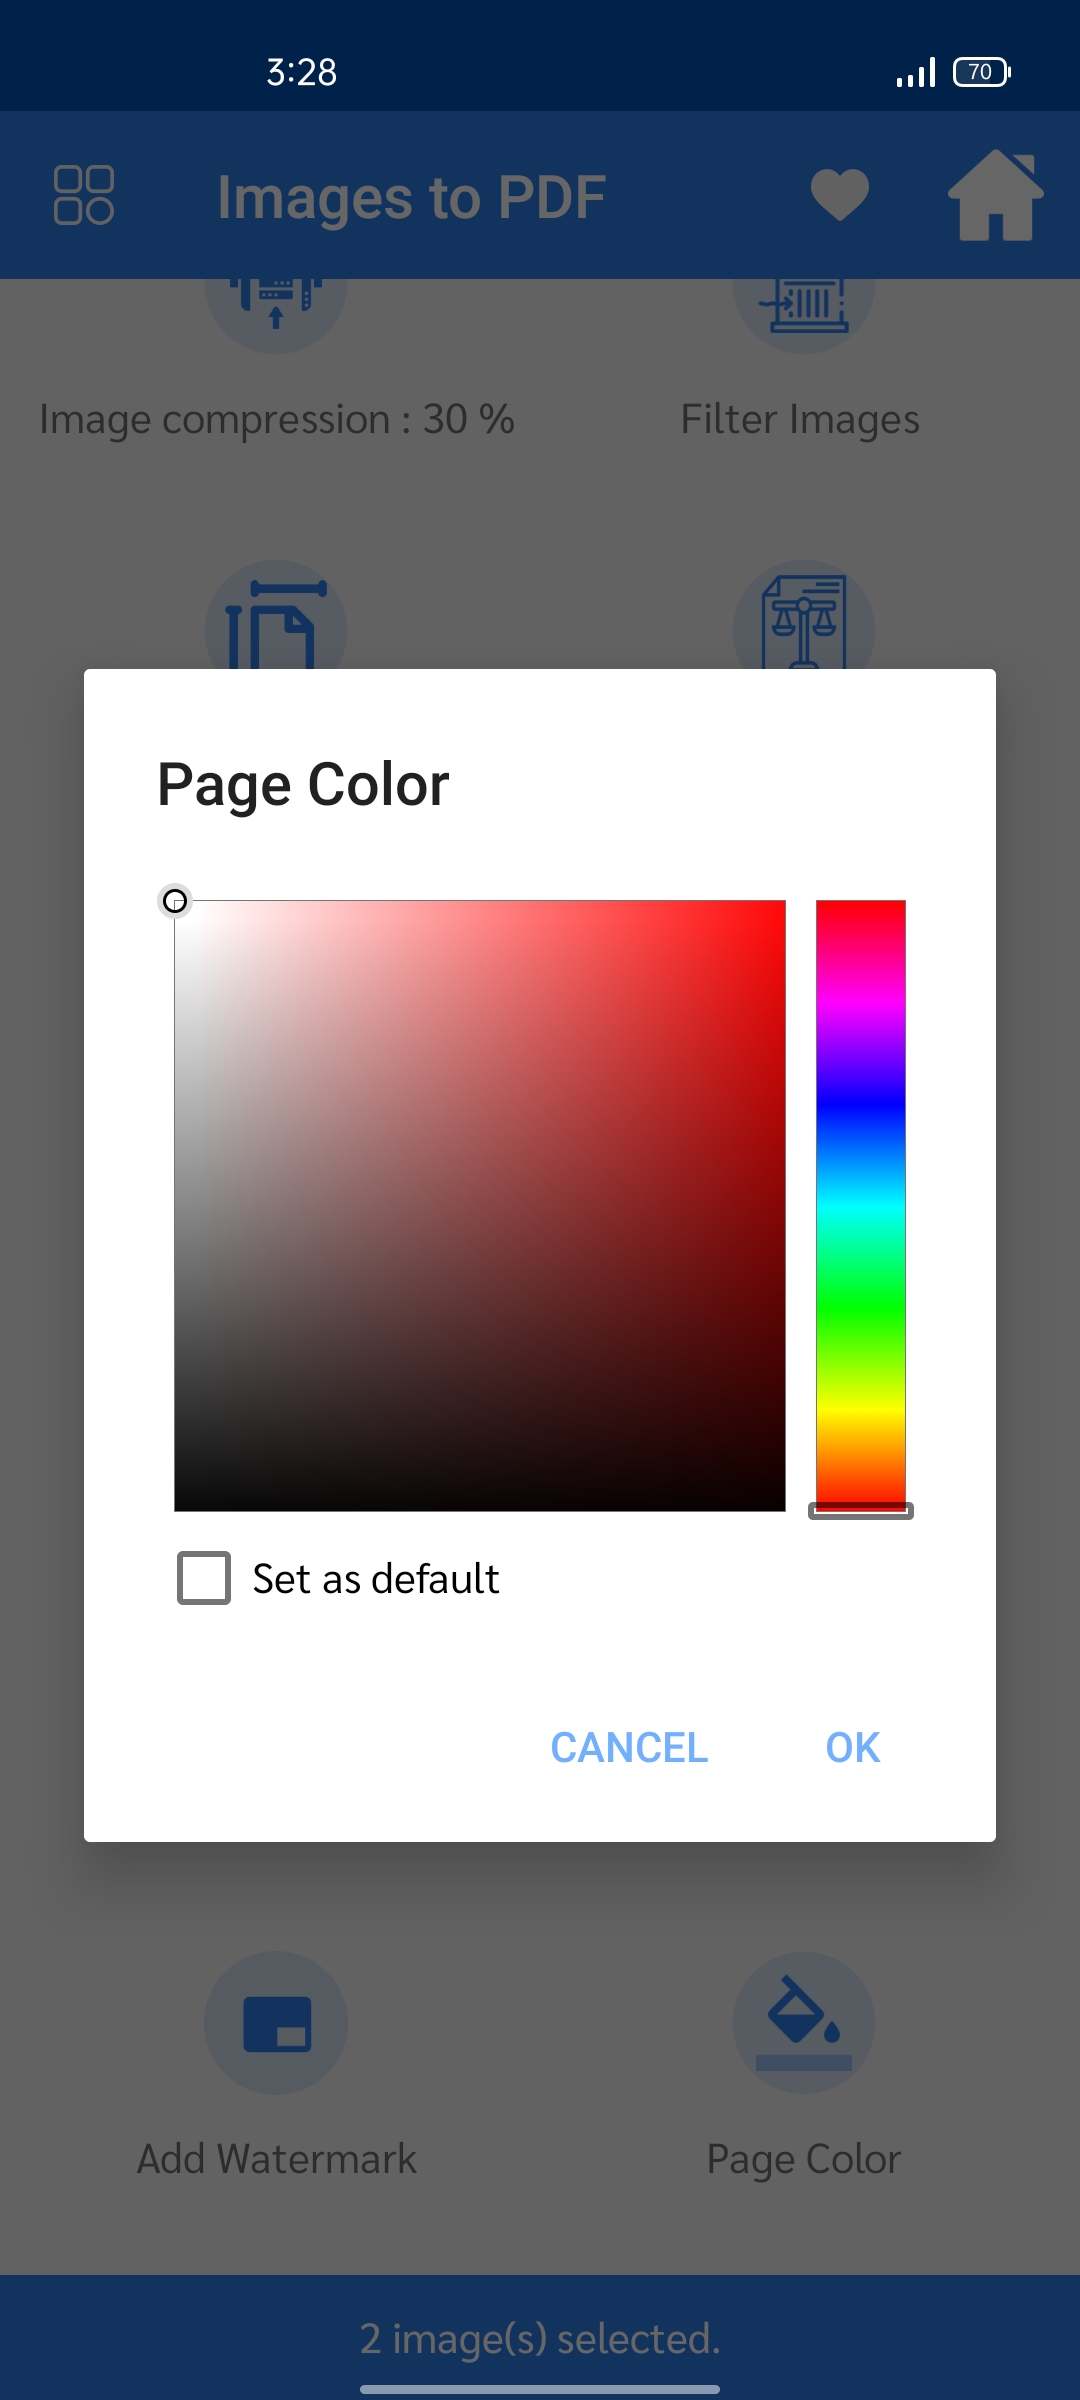 3:28
70
Images to PDF
Image compression : 30 %
Filter Images
Page Color
Set as default
CANCEL
OK
Add Watermark
Page Color
2 image(s) selected.